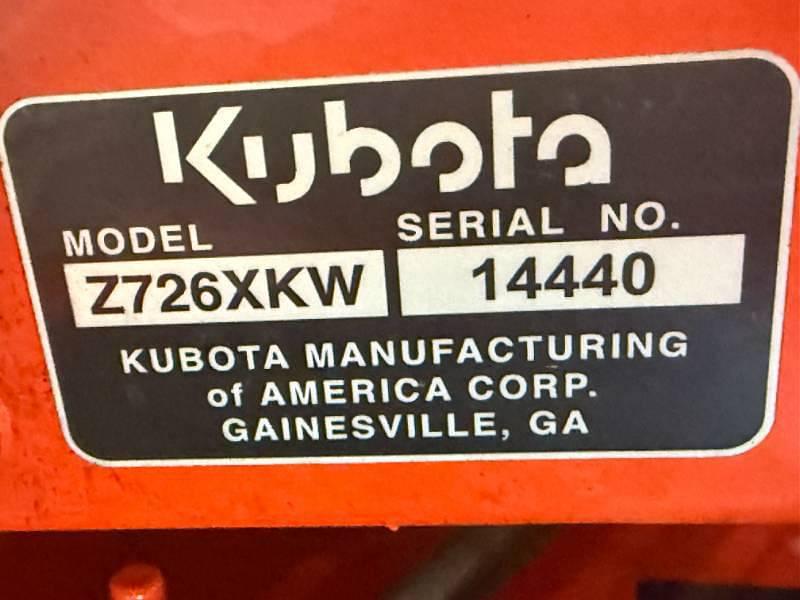 Kubota
MODEL SERIAL NO.
Z726XKW 14440
KUBOTA MANUFACTURING
of AMERICA CORP.
GAINESVILLE, GA